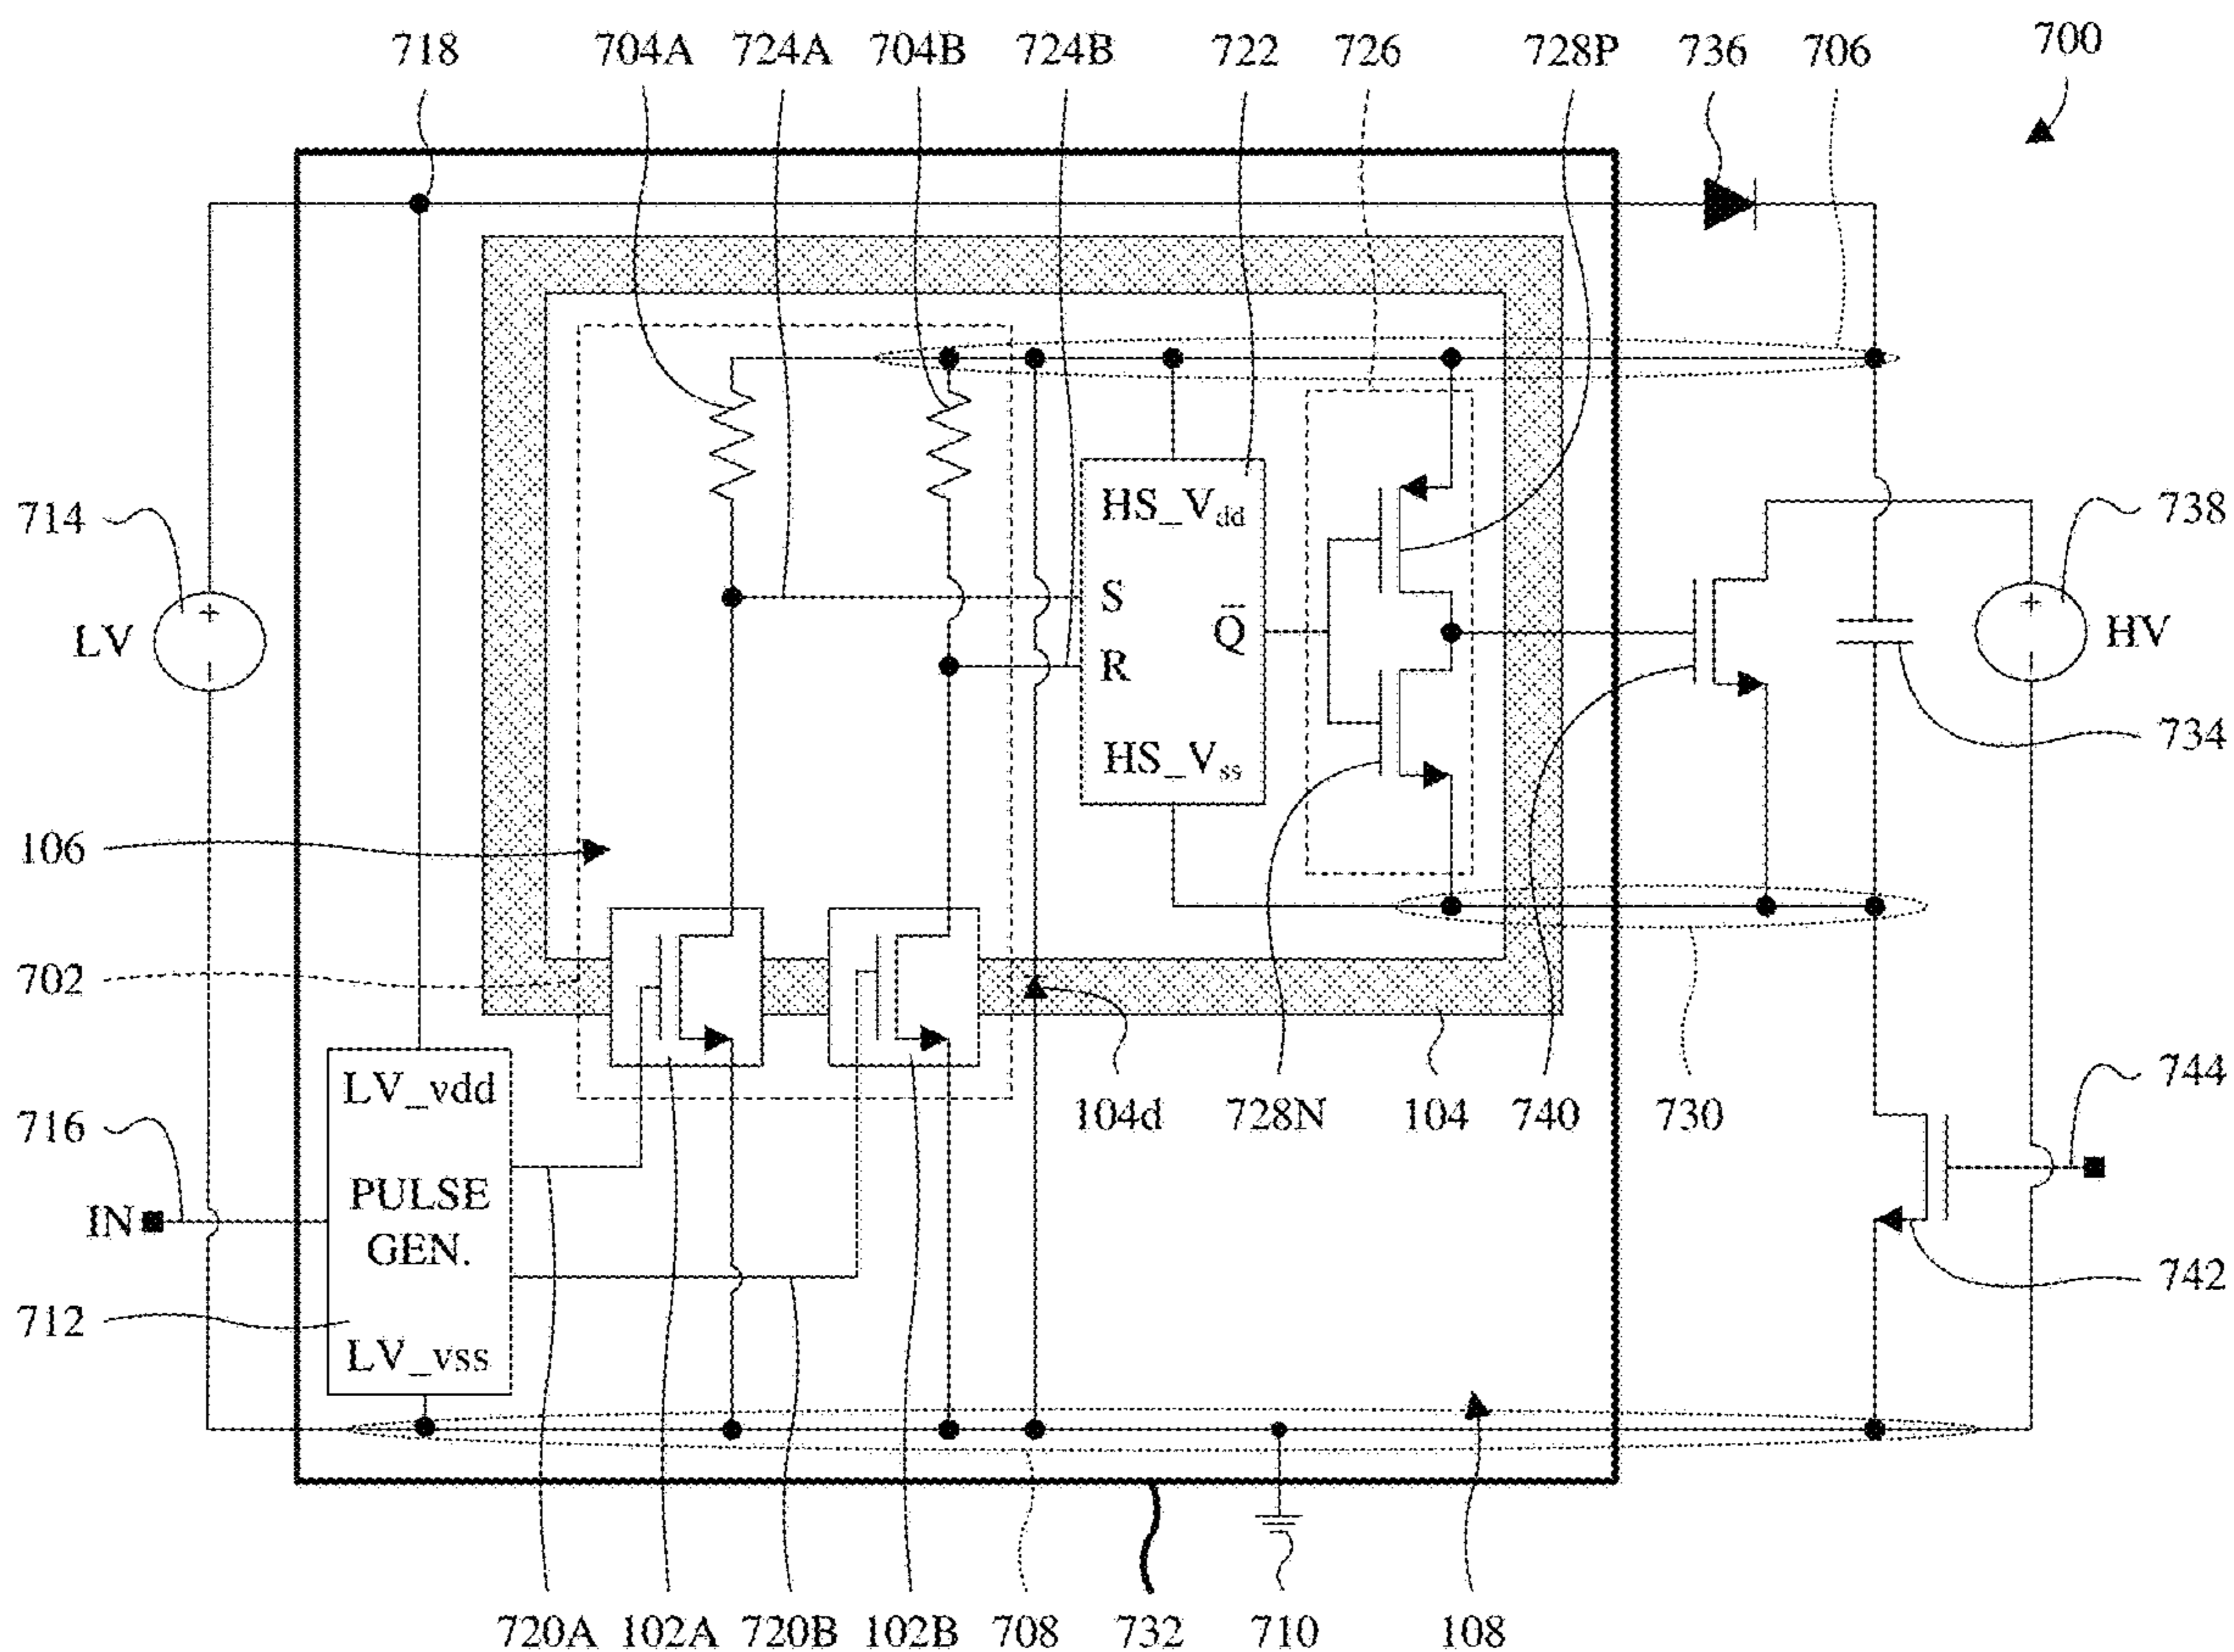 718 704A 724A 704B 724B 722 726 728P 736 706 700
714
LV
+
HS_Vdd
S
Q̅
R
HS_Vss
+
HV
738
734
106
702
104d 728N 104 740 730
744
716
IN
LV_vdd
PULSE
GEN.
LV_vss
742
712
720A 102A 720B 102B 708 732 710 108